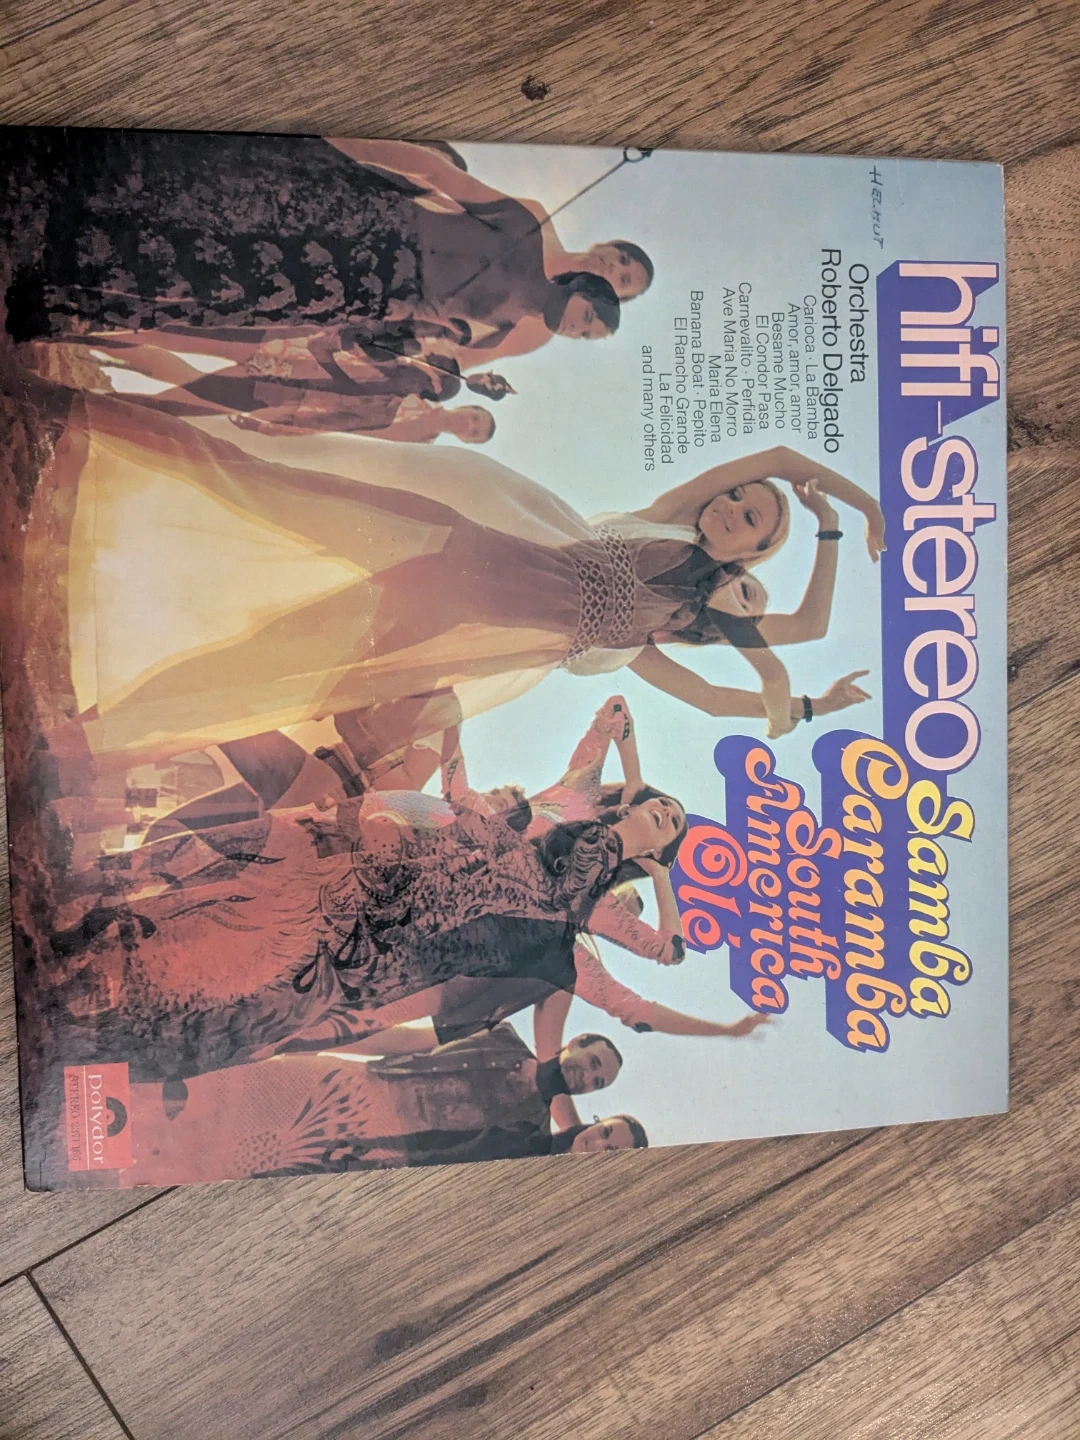 HELMUT
hifi-stereo
Samba
Caramba
South
America
Olé
Orchestra
Roberto Delgado
Carioca · La Bamba
Amor, amor, amor
Besame Mucho
El Condor Pasa
Carnevalito · Perfidia
Ave Maria No Morro
Maria Elena
Banana Boat · Pepito
El Rancho Grande
La Felicidad
and many others
Polydor
STEREO